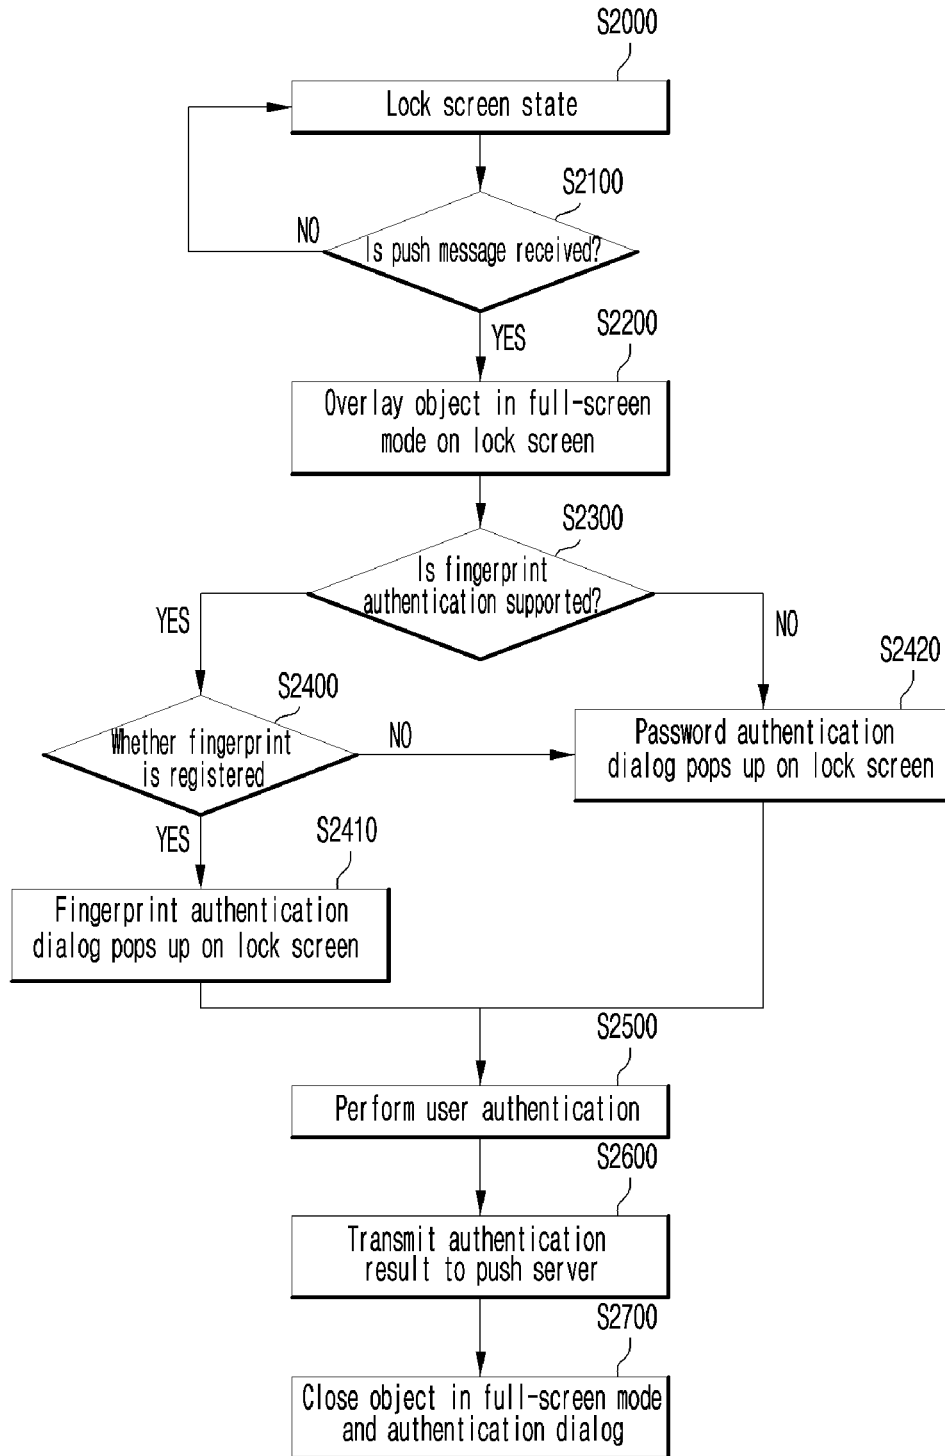 S2000
Lock screen state
S2100
NO
Is push message received?
YES
S2200
Overlay object in full-screen
mode on lock screen
S2300
Is fingerprint
authentication supported?
YES
NO
S2400
S2420
Whether fingerprint
is registered
NO
Password authentication
dialog pops up on lock screen
YES
S2410
Fingerprint authentication
dialog pops up on lock screen
S2500
Perform user authentication
S2600
Transmit authentication
result to push server
S2700
Close object in full-screen mode
and authentication dialog